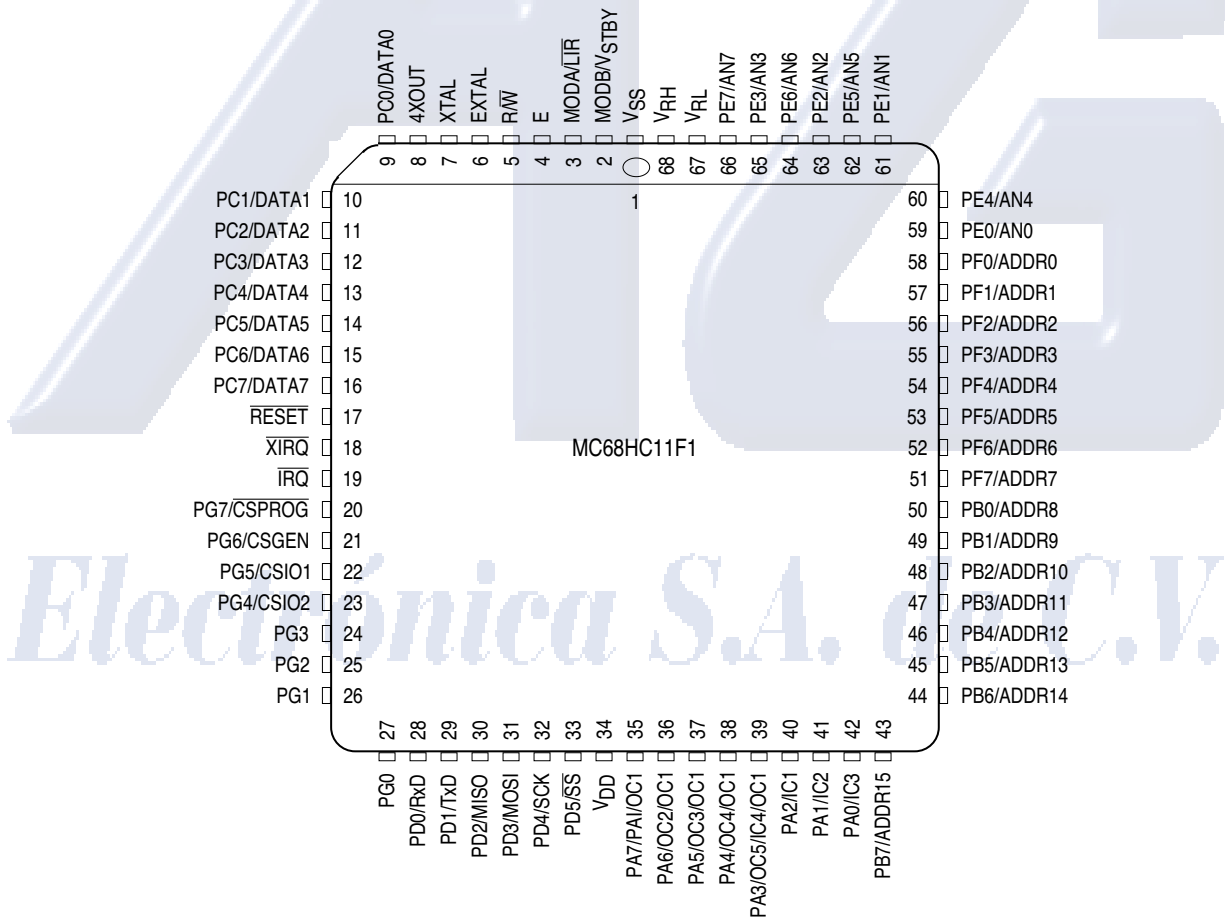 PC0/DATA0
4XOUT
XTAL
EXTAL
R/W̅
E
MODA/L̅I̅R̅
MODB/VSTBY
VSS
VRH
VRL
PE7/AN7
PE3/AN3
PE6/AN6
PE2/AN2
PE5/AN5
PE1/AN1
9 8 7 6 5 4 3 2 68 67 66 65 64 63 62 61
1
PC1/DATA1 10
PC2/DATA2 11
PC3/DATA3 12
PC4/DATA4 13
PC5/DATA5 14
PC6/DATA6 15
PC7/DATA7 16
R̅E̅S̅E̅T̅ 17
X̅I̅R̅Q̅ 18
I̅R̅Q̅ 19
PG7/C̅S̅P̅R̅O̅G̅ 20
PG6/CSGEN 21
PG5/CSIO1 22
PG4/CSIO2 23
PG3 24
PG2 25
PG1 26
MC68HC11F1
60 PE4/AN4
59 PE0/AN0
58 PF0/ADDR0
57 PF1/ADDR1
56 PF2/ADDR2
55 PF3/ADDR3
54 PF4/ADDR4
53 PF5/ADDR5
52 PF6/ADDR6
51 PF7/ADDR7
50 PB0/ADDR8
49 PB1/ADDR9
48 PB2/ADDR10
47 PB3/ADDR11
46 PB4/ADDR12
45 PB5/ADDR13
44 PB6/ADDR14
27 28 29 30 31 32 33 34 35 36 37 38 39 40 41 42 43
PG0
PD0/RxD
PD1/TxD
PD2/MISO
PD3/MOSI
PD4/SCK
PD5/S̅S̅
VDD
PA7/PAI/OC1
PA6/OC2/OC1
PA5/OC3/OC1
PA4/OC4/OC1
PA3/OC5/IC4/OC1
PA2/IC1
PA1/IC2
PA0/IC3
PB7/ADDR15
Electrónica S.A. de C.V.